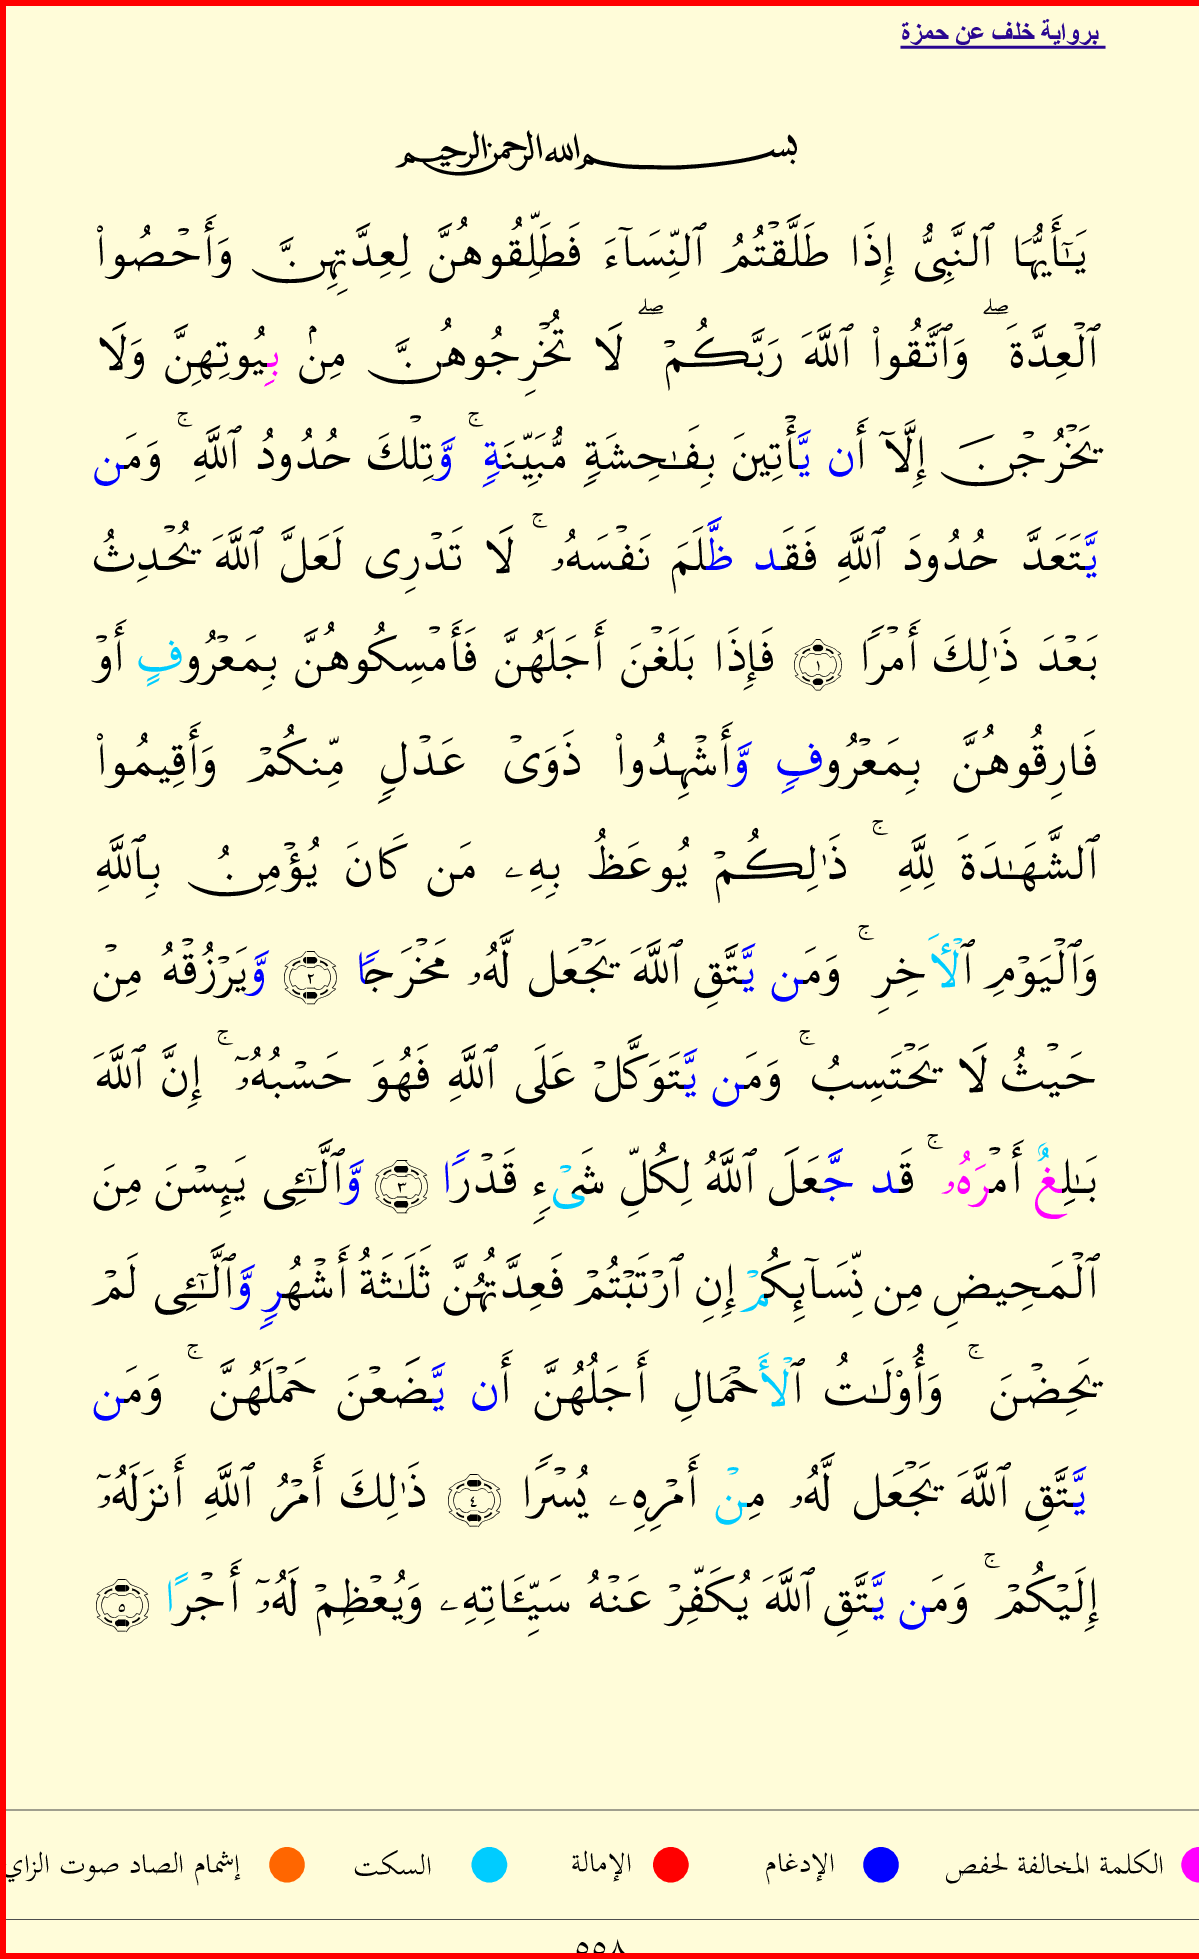 برواية خلف عن حمزة
بسم الله الرحمن الرحيم
يَـٰٓأَيُّهَا ٱلنَّبِىُّ إِذَا طَلَّقۡتُمُ ٱلنِّسَآءَ فَطَلِّقُوهُنَّ لِعِدَّتِهِنَّ وَأَحۡصُوا۟
ٱلۡعِدَّةَۖ وَٱتَّقُوا۟ ٱللَّهَ رَبَّكُمۡۖ لَا تُخۡرِجُوهُنَّ مِنۢ بِيُوتِهِنَّ وَلَا
يَخۡرُجۡنَ إِلَّآ أَن يَّأۡتِينَ بِفَـٰحِشَةٍ مُّبَيِّنَةٍۚ وَّتِلۡكَ حُدُودُ ٱللَّهِۚ وَمَن
يَّتَعَدَّ حُدُودَ ٱللَّهِ فَقَد ظَّلَمَ نَفۡسَهُۥۚ لَا تَدۡرِى لَعَلَّ ٱللَّهَ يُحۡدِثُ
بَعۡدَ ذَٰلِكَ أَمۡرًا ١ فَإِذَا بَلَغۡنَ أَجَلَهُنَّ فَأَمۡسِكُوهُنَّ بِمَعۡرُوفٍ أَوۡ
فَارِقُوهُنَّ بِمَعۡرُوفٍ وَّأَشۡهِدُوا۟ ذَوَىۡ عَدۡلٍ مِّنكُمۡ وَأَقِيمُوا۟
ٱلشَّهَـٰدَةَ لِلَّهِۚ ذَٰلِكُمۡ يُوعَظُ بِهِۦ مَن كَانَ يُؤۡمِنُ بِٱللَّهِ
وَٱلۡيَوۡمِ ٱلۡأَخِرِۚ وَمَن يَّتَّقِ ٱللَّهَ يَجۡعَل لَّهُۥ مَخۡرَجًا ٢ وَّيَرۡزُقۡهُ مِنۡ
حَيۡثُ لَا يَحۡتَسِبُۚ وَمَن يَّتَوَكَّلۡ عَلَى ٱللَّهِ فَهُوَ حَسۡبُهُۥٓۚ إِنَّ ٱللَّهَ
بَـٰلِغٌ أَمۡرَهُۥۚ قَد جَّعَلَ ٱللَّهُ لِكُلِّ شَىۡءٍ قَدۡرًا ٣ وَّٱلَّـٰٓـِٔى يَئِسۡنَ مِنَ
ٱلۡمَحِيضِ مِن نِّسَآئِكُمۡ إِنِ ٱرۡتَبۡتُمۡ فَعِدَّتُهُنَّ ثَلَـٰثَةُ أَشۡهُرٍ وَّٱلَّـٰٓـِٔى لَمۡ
يَحِضۡنَۚ وَأُو۟لَـٰتُ ٱلۡأَحۡمَالِ أَجَلُهُنَّ أَن يَّضَعۡنَ حَمۡلَهُنَّۚ وَمَن
يَّتَّقِ ٱللَّهَ يَجۡعَل لَّهُۥ مِنۡ أَمۡرِهِۦ يُسۡرًا ٤ ذَٰلِكَ أَمۡرُ ٱللَّهِ أَنزَلَهُۥٓ
إِلَيۡكُمۡۚ وَمَن يَّتَّقِ ٱللَّهَ يُكَفِّرۡ عَنۡهُ سَيِّـَٔاتِهِۦ وَيُعۡظِمۡ لَهُۥٓ أَجۡرًا ٥
الكلمة المخالفة لحفص الإدغام الإمالة السكت إشمام الصاد صوت الزاي
٥٥٨